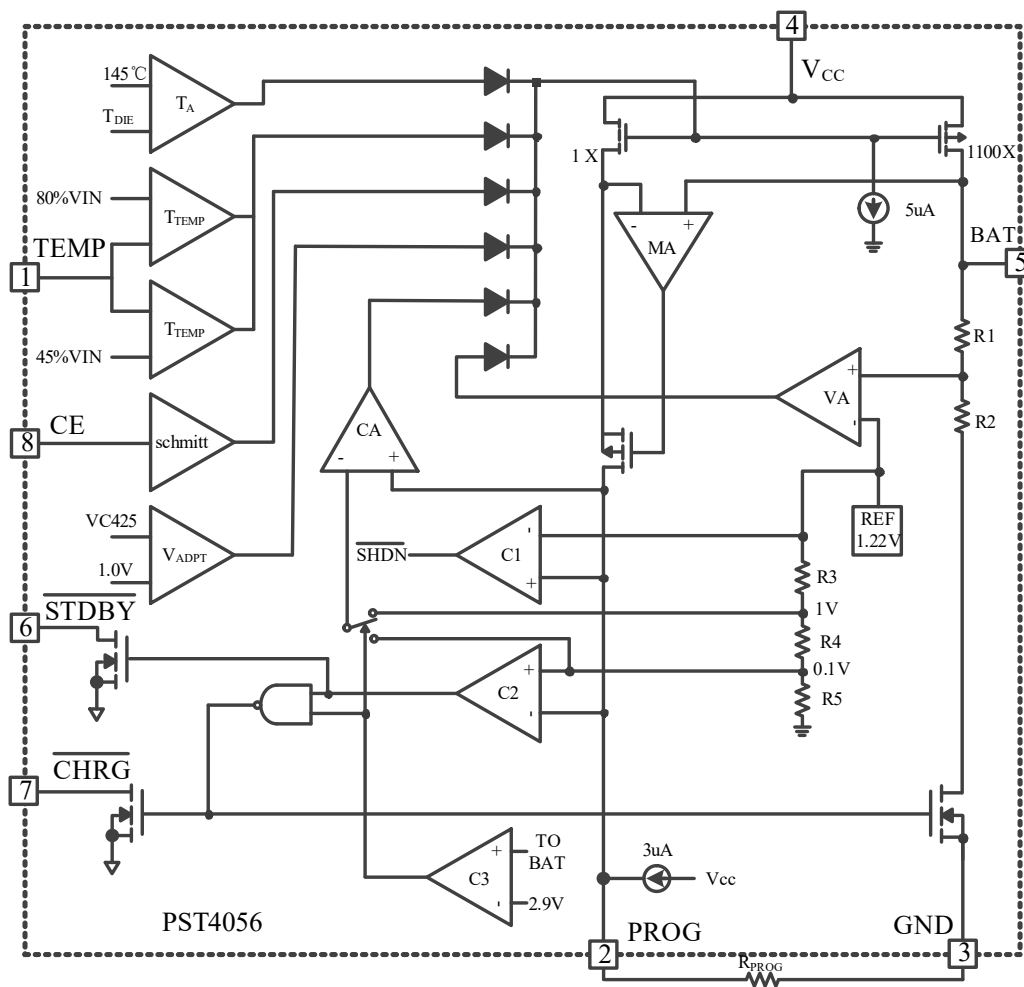 4
VCC
145℃
TDIE
TA
1 X
1100X
80%VIN
TTEMP
5uA
BAT
5
TEMP
1
- +
MA
TTEMP
45%VIN
R1
+
VA
-
R2
CE
8
schmitt
CA
- +
REF
1.22V
VC425
VADPT
1.0V
SHDN
-
C1
+
R3
1V
R4
0.1V
R5
STDBY
6
+
C2
-
CHRG
7
+
C3
-
TO
BAT
2.9V
3uA
Vcc
PST4056
PROG
2
GND
3
RPROG